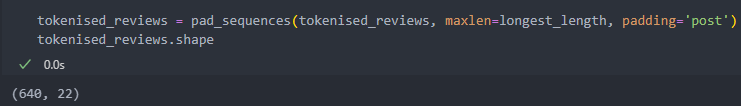 tokenised_reviews = pad_sequences(tokenised_reviews, maxlen=longest_length, padding='post')
tokenised_reviews.shape
✓ 0.0s
(640, 22)